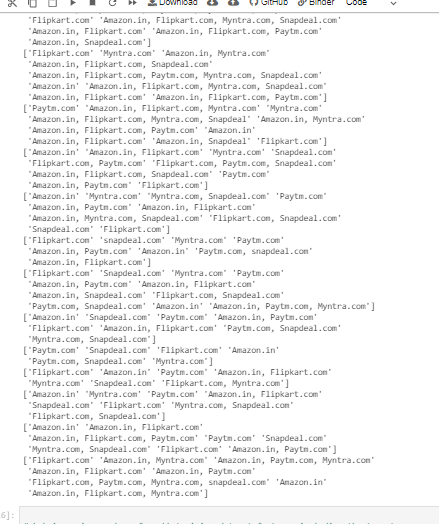 Download GitHub Binder Code
'Flipkart.com' 'Amazon.in, Flipkart.com, Myntra.com, Snapdeal.com'
'Amazon.in, Flipkart.com' 'Amazon.in, Flipkart.com, Paytm.com'
'Amazon.in, Snapdeal.com']
['Flipkart.com' 'Myntra.com' 'Amazon.in, Myntra.com'
'Amazon.in, Flipkart.com, Snapdeal.com'
'Amazon.in, Flipkart.com, Paytm.com, Myntra.com, Snapdeal.com'
'Amazon.in' 'Amazon.in, Flipkart.com, Myntra.com, Snapdeal.com'
'Amazon.in, Flipkart.com' 'Amazon.in, Flipkart.com, Paytm.com']
['Paytm.com' 'Amazon.in, Flipkart.com, Myntra.com' 'Myntra.com'
'Amazon.in, Flipkart.com, Myntra.com, Snapdeal' 'Amazon.in, Myntra.com'
'Amazon.in, Flipkart.com, Paytm.com' 'Amazon.in'
'Amazon.in, Flipkart.com' 'Amazon.in, Snapdeal' 'Flipkart.com']
['Amazon.in' 'Amazon.in, Flipkart.com' 'Myntra.com' 'Snapdeal.com'
'Flipkart.com, Paytm.com' 'Flipkart.com, Paytm.com, Snapdeal.com'
'Amazon.in, Flipkart.com, Snapdeal.com' 'Paytm.com'
'Amazon.in, Paytm.com' 'Flipkart.com']
['Amazon.in' 'Myntra.com' 'Myntra.com, Snapdeal.com' 'Paytm.com'
'Amazon.in, Paytm.com' 'Amazon.in, Flipkart.com'
'Amazon.in, Myntra.com, Snapdeal.com' 'Flipkart.com, Snapdeal.com'
'Snapdeal.com' 'Flipkart.com']
['Flipkart.com' 'snapdeal.com' 'Myntra.com' 'Paytm.com'
'Amazon.in, Paytm.com' 'Amazon.in' 'Paytm.com, snapdeal.com'
'Amazon.in, Flipkart.com']
['Flipkart.com' 'Snapdeal.com' 'Myntra.com' 'Paytm.com'
'Amazon.in, Paytm.com' 'Amazon.in, Flipkart.com'
'Amazon.in, Snapdeal.com' 'Flipkart.com, Snapdeal.com'
'Paytm.com, Snapdeal.com' 'Amazon.in' 'Amazon.in, Paytm.com, Myntra.com']
['Amazon.in' 'Snapdeal.com' 'Paytm.com' 'Amazon.in, Paytm.com'
'Flipkart.com' 'Amazon.in, Flipkart.com' 'Paytm.com, Snapdeal.com'
'Myntra.com, Snapdeal.com']
['Paytm.com' 'Snapdeal.com' 'Flipkart.com' 'Amazon.in'
'Paytm.com, Snapdeal.com' 'Myntra.com']
['Flipkart.com' 'Amazon.in' 'Paytm.com' 'Amazon.in, Flipkart.com'
'Myntra.com' 'Snapdeal.com' 'Flipkart.com, Myntra.com']
['Amazon.in' 'Myntra.com' 'Paytm.com' 'Amazon.in, Flipkart.com'
'Snapdeal.com' 'Flipkart.com' 'Myntra.com, Snapdeal.com'
'Flipkart.com, Snapdeal.com']
['Amazon.in' 'Amazon.in, Flipkart.com'
'Amazon.in, Flipkart.com, Paytm.com' 'Paytm.com' 'Snapdeal.com'
'Myntra.com, Snapdeal.com' 'Flipkart.com' 'Amazon.in, Paytm.com']
['Flipkart.com' 'Amazon.in, Myntra.com' 'Amazon.in, Paytm.com, Myntra.com'
'Amazon.in, Flipkart.com' 'Amazon.in, Paytm.com'
'Flipkart.com, Paytm.com, Myntra.com, snapdeal.com' 'Amazon.in'
'Amazon.in, Flipkart.com, Myntra.com']